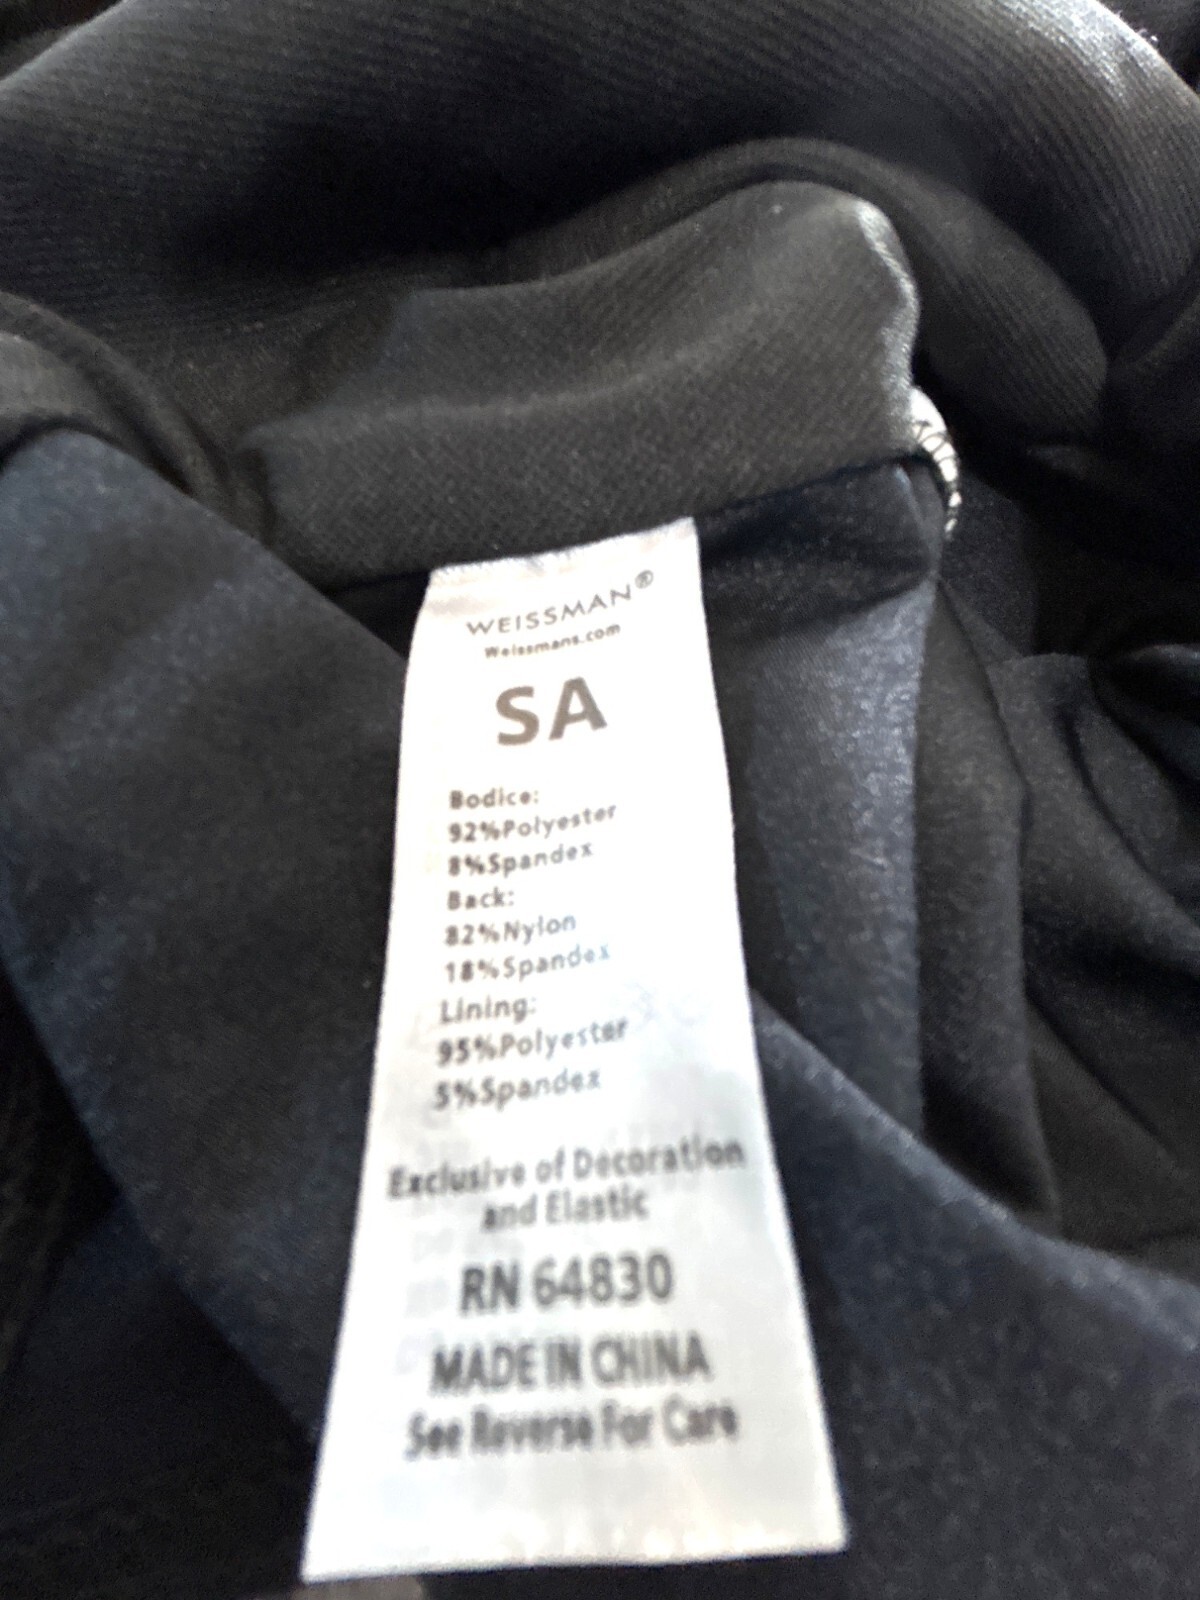 WEISSMAN®
Weissmans.com
SA
Bodice:
92%Polyester
8%Spandex
Back:
82%Nylon
18%Spandex
Lining:
95%Polyester
5%Spandex
Exclusive of Decoration
and Elastic
RN 64830
MADE IN CHINA
See Reverse For Care